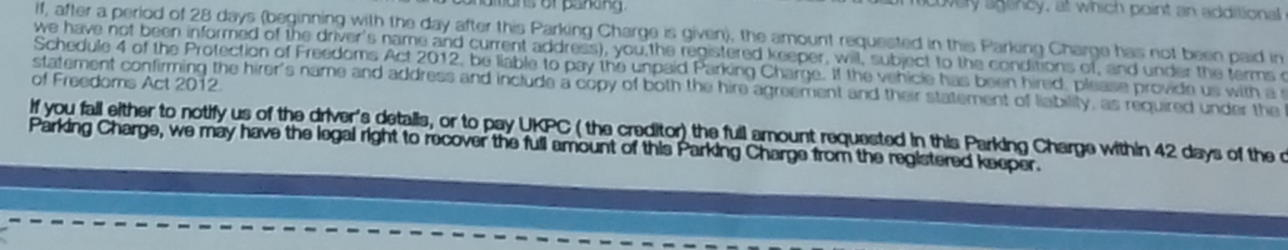 conditions of parking.
recovery agency, at which point an additional
If, after a period of 28 days (beginning with the day after this Parking Charge is given), the amount requested in this Parking Charge has not been paid in
we have not been informed of the driver's name and current address), you,the registered keeper, will, subject to the conditions of, and under the terms
Schedule 4 of the Protection of Freedoms Act 2012, be liable to pay the unpaid Parking Charge. If the vehicle has been hired, please provide us with a
statement confirming the hirer's name and address and include a copy of both the hire agreement and their statement of liability, as required under the
of Freedoms Act 2012.
If you fail either to notify us of the driver's details, or to pay UKPC ( the creditor) the full amount requested in this Parking Charge within 42 days of the
Parking Charge, we may have the legal right to recover the full amount of this Parking Charge from the registered keeper.